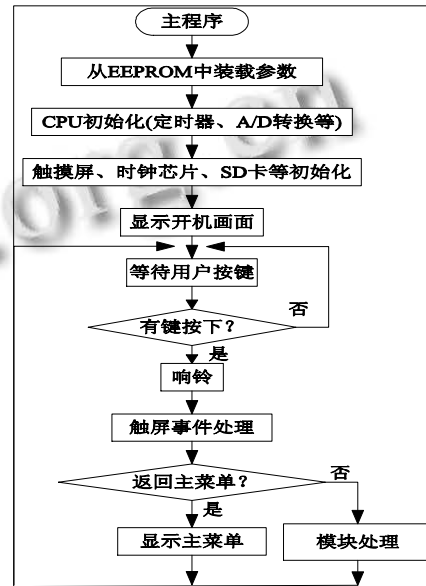 主程序
从EEPROM中装载参数
CPU初始化(定时器、A/D转换等)
触摸屏、时钟芯片、SD卡等初始化
显示开机画面
等待用户按键
否
有键按下？
是
响铃
触屏事件处理
返回主菜单？
否
是
显示主菜单
模块处理